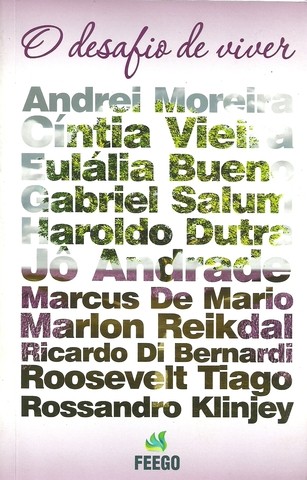 O desafio de viver
Andrei Moreira
Cíntia Vieira
Eulália Bueno
Gabriel Salum
Haroldo Dutra
Jô Andrade
Marcus De Mario
Marlon Reikdal
Ricardo Di Bernardi
Roosevelt Tiago
Rossandro Klinjey
FEEGO